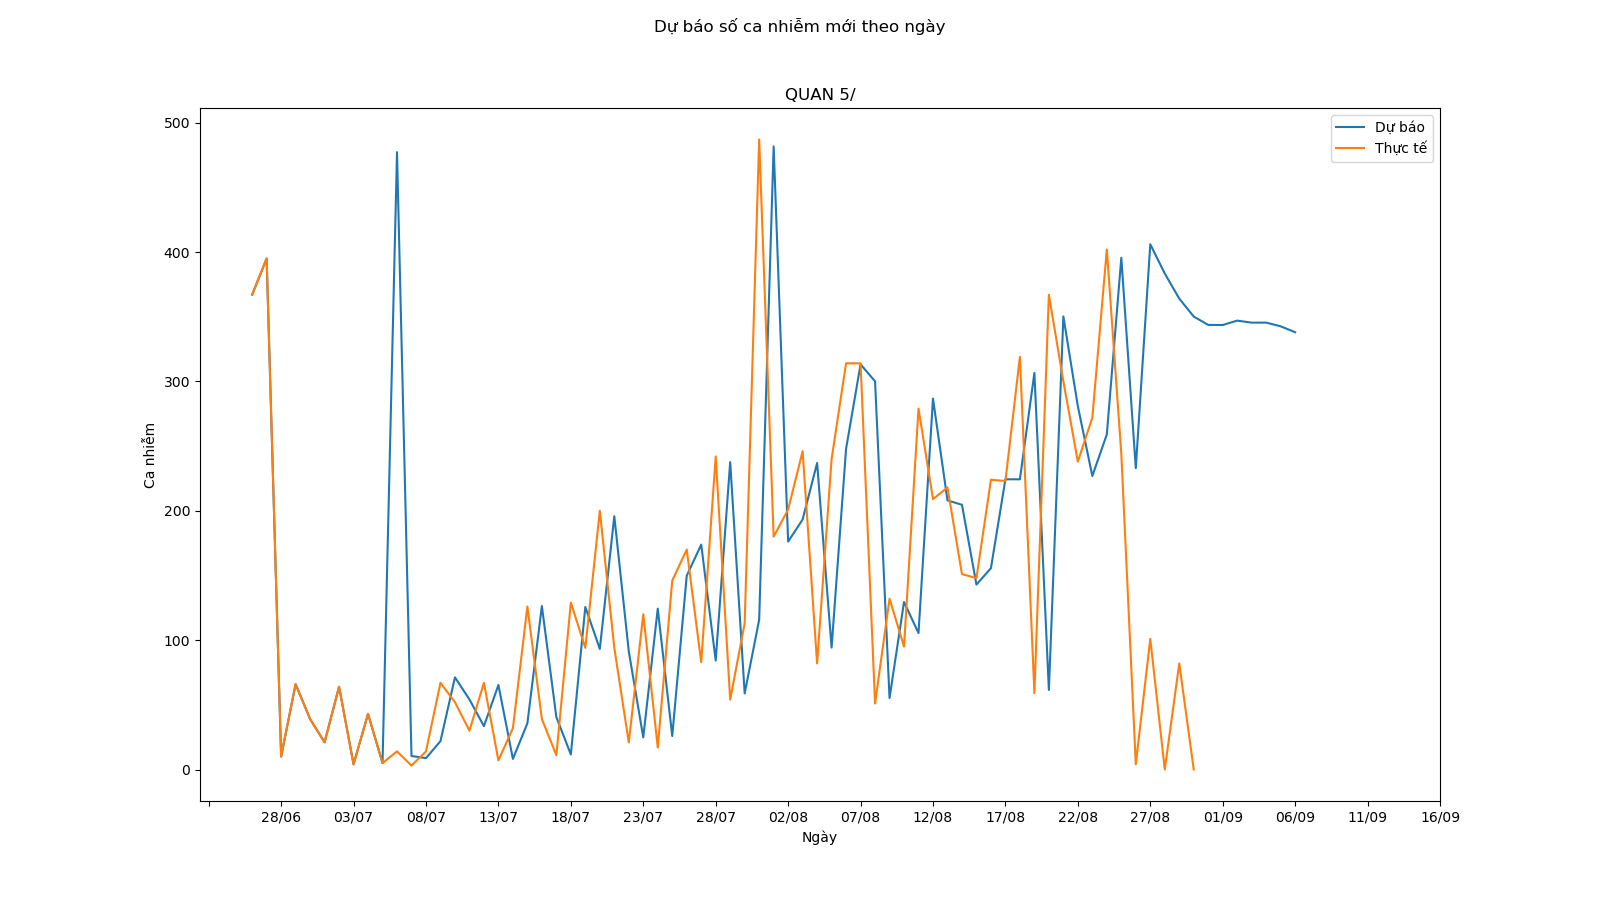 Dự báo số ca nhiễm mới theo ngày
QUAN 5/
Dự báo
Thực tế
500
400
300
200
100
0
Ca nhiễm
28/06 03/07 08/07 13/07 18/07 23/07 28/07 02/08 07/08 12/08 17/08 22/08 27/08 01/09 06/09 11/09 16/09
Ngày